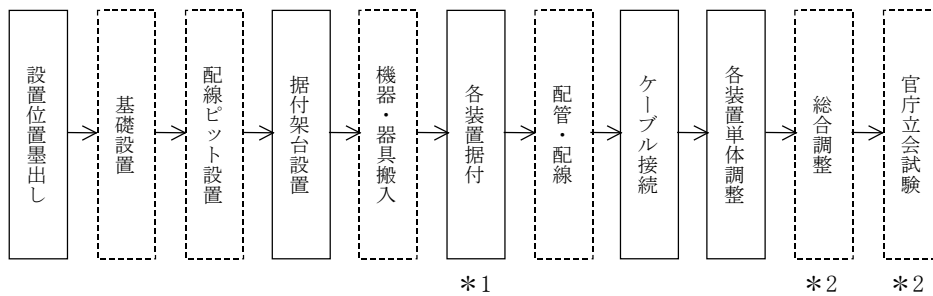 設置位置墨出し
基礎設置
配線ピット設置
据付架台設置
機器・器具搬入
各装置据付
配管・配線
ケーブル接続
各装置単体調整
総合調整
官庁立会試験
＊1
＊2
＊2